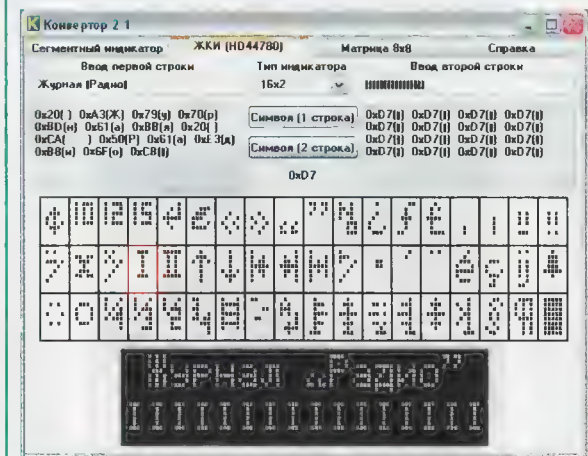 Конвертор 2 1
Сегментный индикатор ЖКИ (HD44780) Матрица 8x8 Справка
Ввод первой строки Тип индикатора Ввод второй строки
Журнал |Радио| 16x2
0x20( ) 0xA3(Ж) 0x79(у) 0x70(р)
0xBD(н) 0x61(а) 0xBB(л) 0x20( )
0xCA( ) 0x50(Р) 0x61(а) 0xE3(д)
0xB8(и) 0x6F(о) 0xC8(|)
Символ (1 строка)
Символ (2 строка)
0xD7(|) 0xD7(|) 0xD7(|) 0xD7(|)
0xD7(|) 0xD7(|) 0xD7(|) 0xD7(|)
0xD7(|) 0xD7(|) 0xD7(|) 0xD7(|)
0xD7(|) 0xD7(|) 0xD7(|) 0xD7(|)
0xD7
Журнал „Радио”
IIIIIIIIIIIIIIII